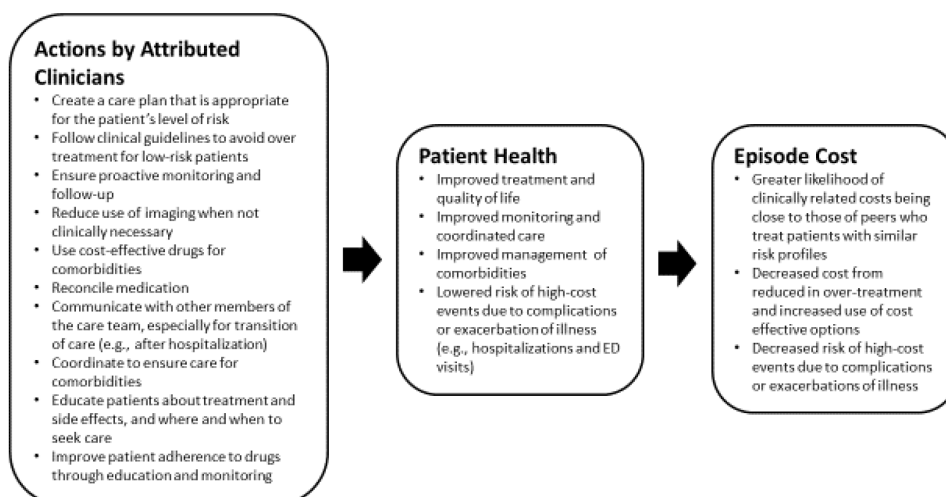 Actions by Attributed
Clinicians
• Create a care plan that is appropriate
for the patient's level of risk
• Follow clinical guidelines to avoid over
treatment for low-risk patients
• Ensure proactive monitoring and
follow-up
• Reduce use of imaging when not
clinically necessary
• Use cost-effective drugs for
comorbidities
• Reconcile medication
• Communicate with other members of
the care team, especially for transition
of care (e.g., after hospitalization)
• Coordinate to ensure care for
comorbidities
• Educate patients about treatment and
side effects, and where and when to
seek care
• Improve patient adherence to drugs
through education and monitoring
Patient Health
• Improved treatment and
quality of life
• Improved monitoring and
coordinated care
• Improved management of
comorbidities
• Lowered risk of high-cost
events due to complications
or exacerbation of illness
(e.g., hospitalizations and ED
visits)
Episode Cost
• Greater likelihood of
clinically related costs being
close to those of peers who
treat patients with similar
risk profiles
• Decreased cost from
reduced in over-treatment
and increased use of cost
effective options
• Decreased risk of high-cost
events due to complications
or exacerbations of illness